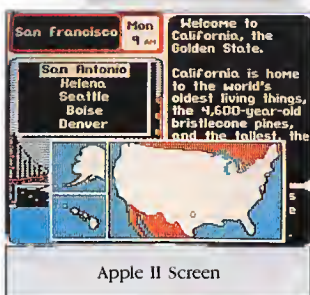 San Francisco
Mon
9 AM
San Antonio
Helena
Seattle
Boise
Denver
Welcome to
California, the
Golden State.
California is home
to the world's
oldest living things,
the 4,600-year-old
bristlecone pines,
and the tallest, the
Apple II Screen